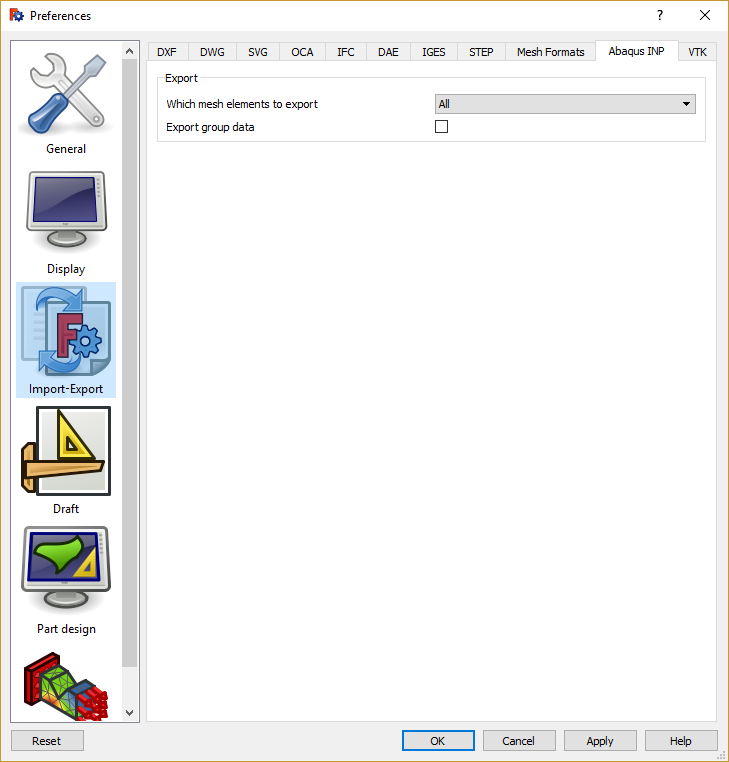 Preferences
?
DXF DWG SVG OCA IFC DAE IGES STEP Mesh Formats Abaqus INP VTK
General
Display
Import-Export
Draft
Part design
Export
Which mesh elements to export All
Export group data
Reset OK Cancel Apply Help